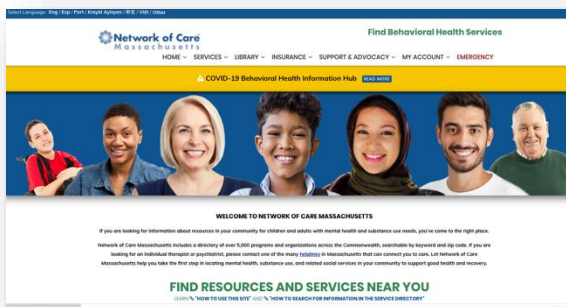 Select Language: Eng / Esp / Port / Kreyòl Ayisyen / 中文 / Việt / Other
Find Behavioral Health Services
Network of Care
Massachusetts
HOME SERVICES LIBRARY INSURANCE SUPPORT & ADVOCACY MY ACCOUNT EMERGENCY
COVID-19 Behavioral Health Information Hub READ MORE
WELCOME TO NETWORK OF CARE MASSACHUSETTS
If you are looking for information about resources in your community for children and adults with mental health and substance use needs, you've come to the right place.
Network of Care Massachusetts includes a directory of over 5,000 programs and organizations across the Commonwealth, searchable by keyword and zip code. If you are
looking for an individual therapist or psychiatrist, please contact one of the many helplines in Massachusetts that can connect you to care. Let Network of Care
Massachusetts help you take the first step in locating mental health, substance use, and related social services in your community to support good health and recovery.
FIND RESOURCES AND SERVICES NEAR YOU
LEARN "HOW TO USE THIS SITE" AND "HOW TO SEARCH FOR INFORMATION IN THE SERVICE DIRECTORY"